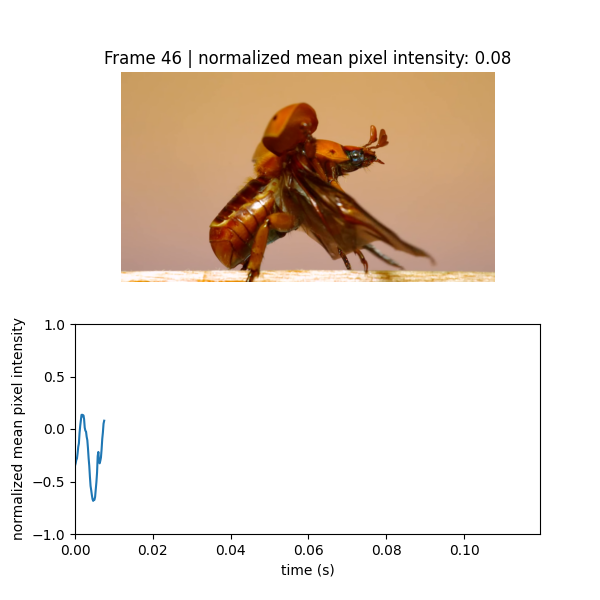 Frame 46 | normalized mean pixel intensity: 0.08
normalized mean pixel intensity
1.0
0.5
0.0
−0.5
−1.0
0.00 0.02 0.04 0.06 0.08 0.10
time (s)